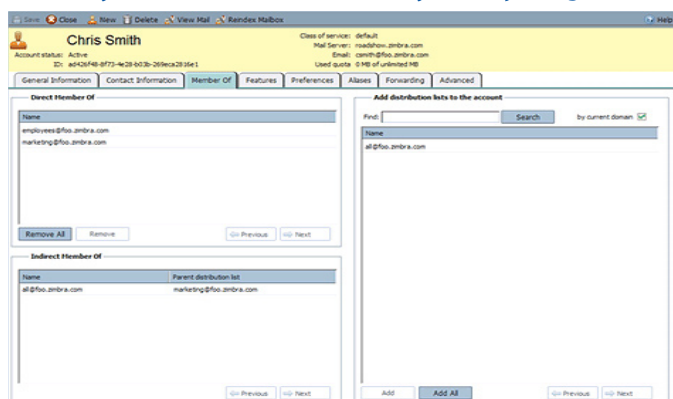 Save Close New Delete View Mail Reindex Mailbox Help
Chris Smith
Account status: Active
ID: ad426f48-8f73-4e28-b03b-269eca2816e1
Class of service: default
Mail Server: roadshow.zimbra.com
Email: csmith@foo.zimbra.com
Used quota 0 MB of unlimited MB
General Information Contact Information Member Of Features Preferences Aliases Forwarding Advanced
Direct Member Of
Name
employees@foo.zimbra.com
marketing@foo.zimbra.com
Remove All Remove Previous Next
Indirect Member Of
Name Parent distribution list
all@foo.zimbra.com marketing@foo.zimbra.com
Previous Next
Add distribution lists to the account
Find: Search by current domain
Name
all@foo.zimbra.com
Add Add All Previous Next